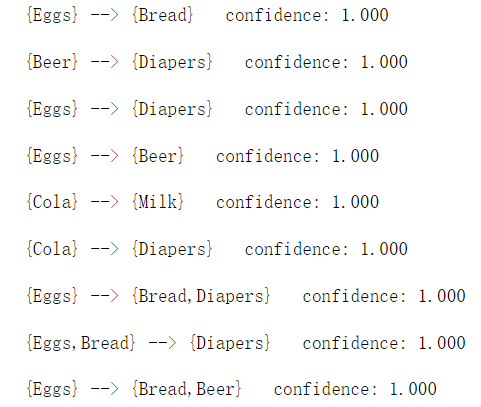 {Eggs} --> {Bread}   confidence: 1.000
{Beer} --> {Diapers}   confidence: 1.000
{Eggs} --> {Diapers}   confidence: 1.000
{Eggs} --> {Beer}   confidence: 1.000
{Cola} --> {Milk}   confidence: 1.000
{Cola} --> {Diapers}   confidence: 1.000
{Eggs} --> {Bread,Diapers}   confidence: 1.000
{Eggs,Bread} --> {Diapers}   confidence: 1.000
{Eggs} --> {Bread,Beer}   confidence: 1.000